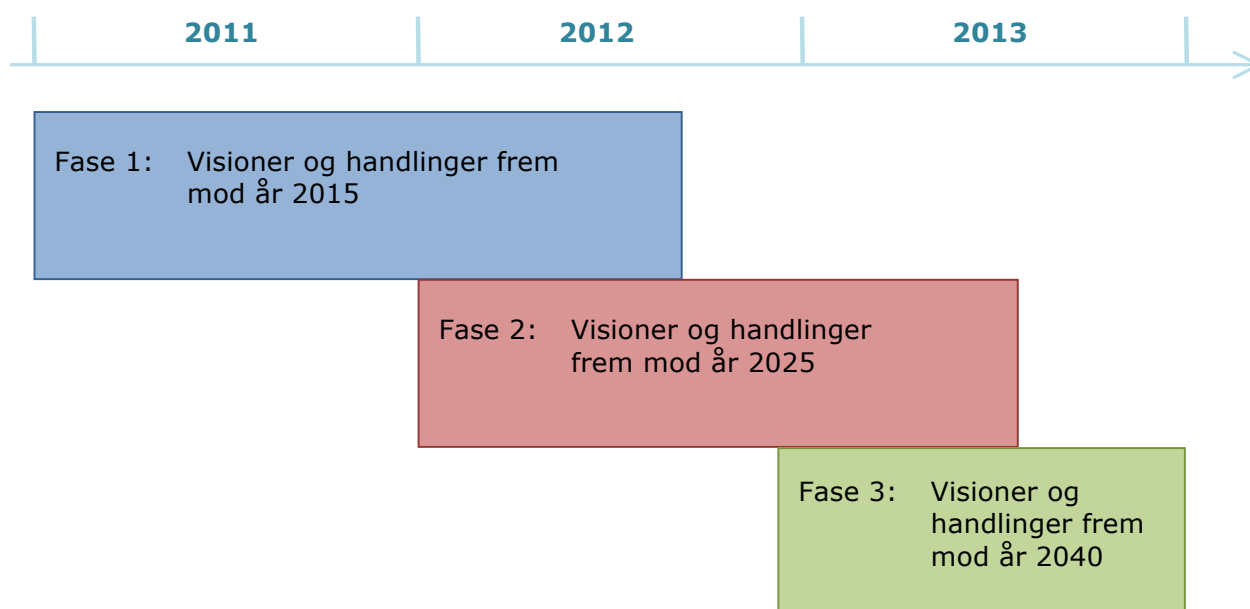 2011 2012 2013
Fase 1: Visioner og handlinger frem
mod år 2015
Fase 2: Visioner og handlinger
frem mod år 2025
Fase 3: Visioner og
handlinger frem
mod år 2040